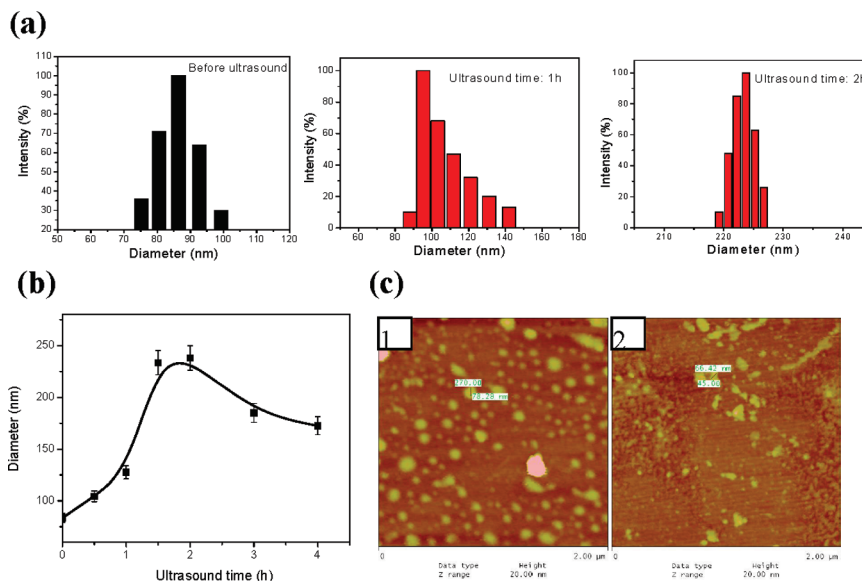 (a)
Before ultrasound
Intensity (%)
110
100
90
80
70
60
50
40
30
20
50 60 70 80 90 100 110 120
Diameter (nm)
Ultrasound time: 1h
Intensity (%)
100
80
60
40
20
0
60 80 100 120 140 160 180
Diameter (nm)
Ultrasound time: 2h
Intensity (%)
100
80
60
40
20
0
210 220 230 240
Diameter (nm)
(b)
Diameter (nm)
250
200
150
100
0 1 2 3 4
Ultrasound time (h)
(c)
1
270.00
78.28 nm
0 2.00 µm
Data type Height
Z range 20.00 nm
2
66.42 nm
45.00
0 2.00 µm
Data type Height
Z range 20.00 nm